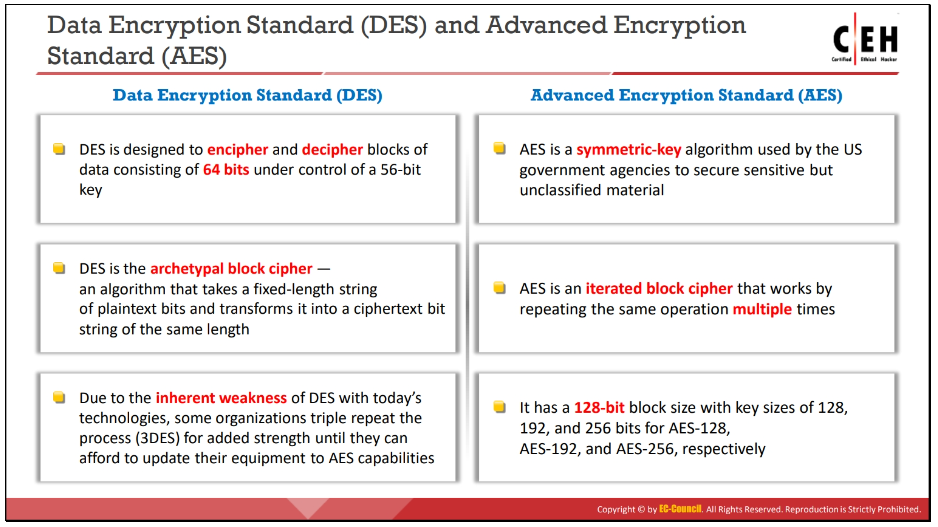 Data Encryption Standard (DES) and Advanced Encryption
Standard (AES)
C|EH
Certified Ethical Hacker
Data Encryption Standard (DES)
DES is designed to encipher and decipher blocks of
data consisting of 64 bits under control of a 56-bit
key
DES is the archetypal block cipher —
an algorithm that takes a fixed-length string
of plaintext bits and transforms it into a ciphertext bit
string of the same length
Due to the inherent weakness of DES with today’s
technologies, some organizations triple repeat the
process (3DES) for added strength until they can
afford to update their equipment to AES capabilities
Advanced Encryption Standard (AES)
AES is a symmetric-key algorithm used by the US
government agencies to secure sensitive but
unclassified material
AES is an iterated block cipher that works by
repeating the same operation multiple times
It has a 128-bit block size with key sizes of 128,
192, and 256 bits for AES-128,
AES-192, and AES-256, respectively
Copyright © by EC-Council. All Rights Reserved. Reproduction is Strictly Prohibited.